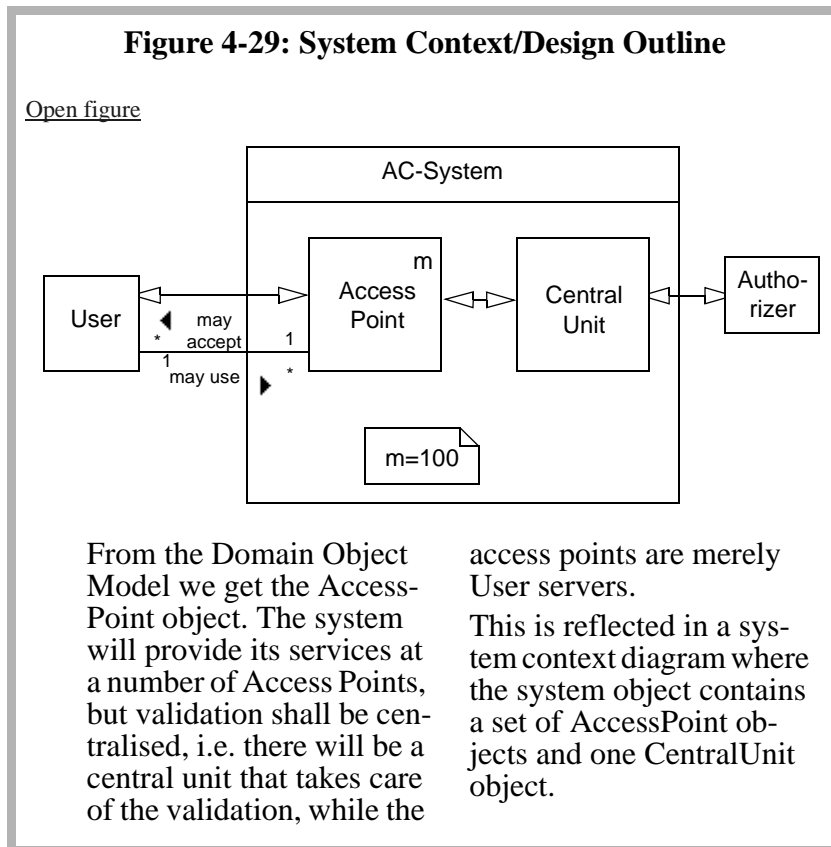 Figure 4-29: System Context/Design Outline
Open figure
AC-System
m
User
Access
Point
Central
Unit
Autho-
rizer
may
accept
*
1
1
may use
*
m=100
From the Domain Object
Model we get the Access-
Point object. The system
will provide its services at
a number of Access Points,
but validation shall be cen-
tralised, i.e. there will be a
central unit that takes care
of the validation, while the
access points are merely
User servers.
This is reflected in a sys-
tem context diagram where
the system object contains
a set of AccessPoint ob-
jects and one CentralUnit
object.